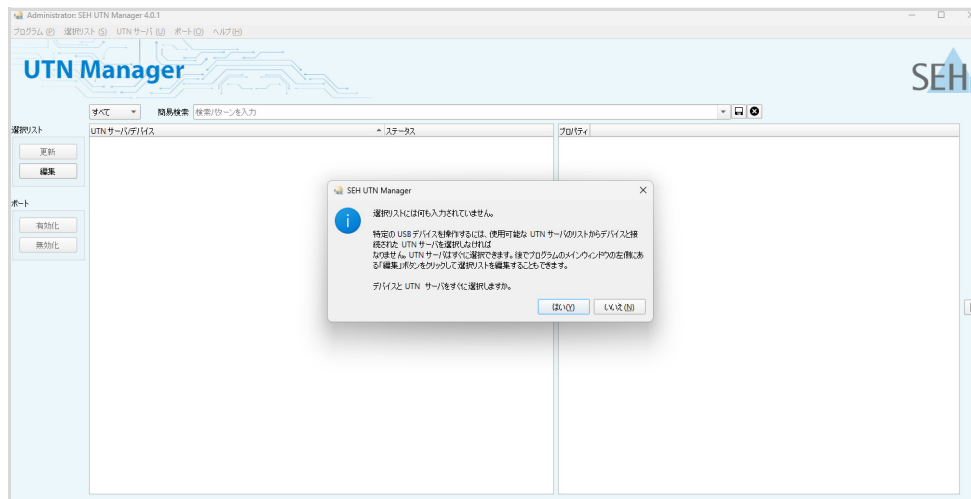 Administrator: SEH UTN Manager 4.0.1
プログラム (P) 選択リスト (S) UTN サーバ (U) ポート(O) ヘルプ(H)
UTN Manager
SEH
すべて
簡易検索: 検索パターンを入力
選択リスト
UTN サーバ/デバイス
ステータス
プロパティ
更新
編集
ポート
有効化
無効化
SEH UTN Manager
選択リストには何も入力されていません。
特定の USB デバイスを操作するには、使用可能な UTN サーバのリストからデバイスと接
続された UTN サーバを選択しなければ
なりません。UTN サーバはすぐに選択できます。後でプログラムのメインウィンドウの左側にあ
る「編集」ボタンをクリックして選択リストを編集することもできます。
デバイスと UTN サーバをすぐに選択しますか。
はい(Y)
いいえ(N)